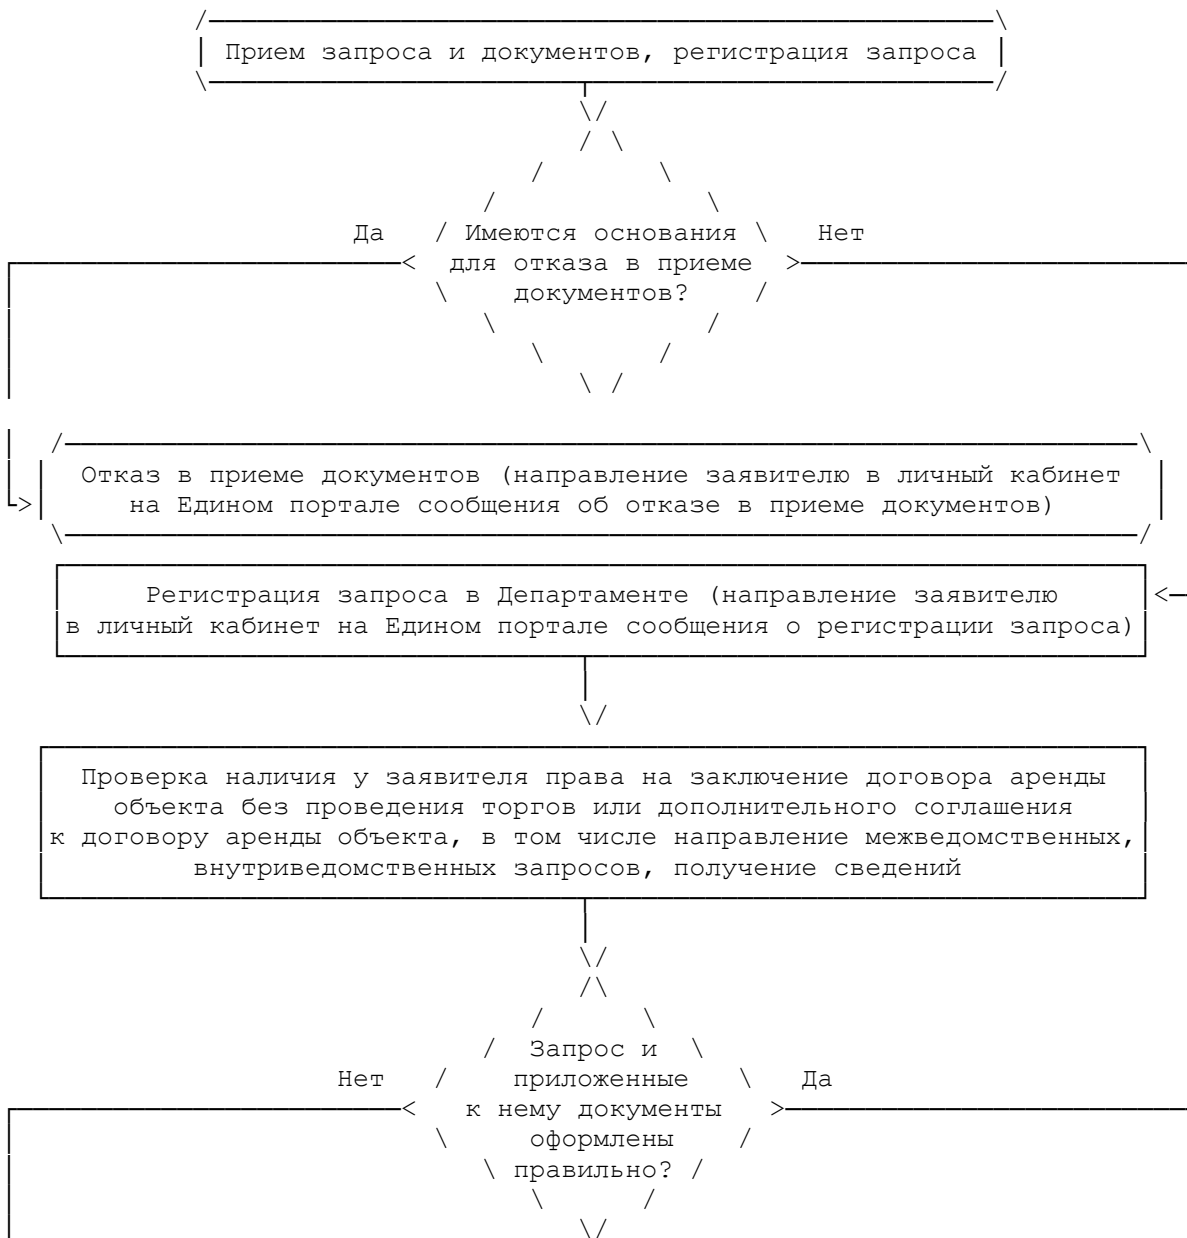 Прием запроса и документов, регистрация запроса
Да
Имеются основания
Нет
для отказа в приеме
документов?
Отказ в приеме документов (направление заявителю в личный кабинет
на Едином портале сообщения об отказе в приеме документов)
Регистрация запроса в Департаменте (направление заявителю
в личный кабинет на Едином портале сообщения о регистрации запроса)
Проверка наличия у заявителя права на заключение договора аренды
объекта без проведения торгов или дополнительного соглашения
к договору аренды объекта, в том числе направление межведомственных,
внутриведомственных запросов, получение сведений
Запрос и
Нет
приложенные
Да
к нему документы
оформлены
правильно?